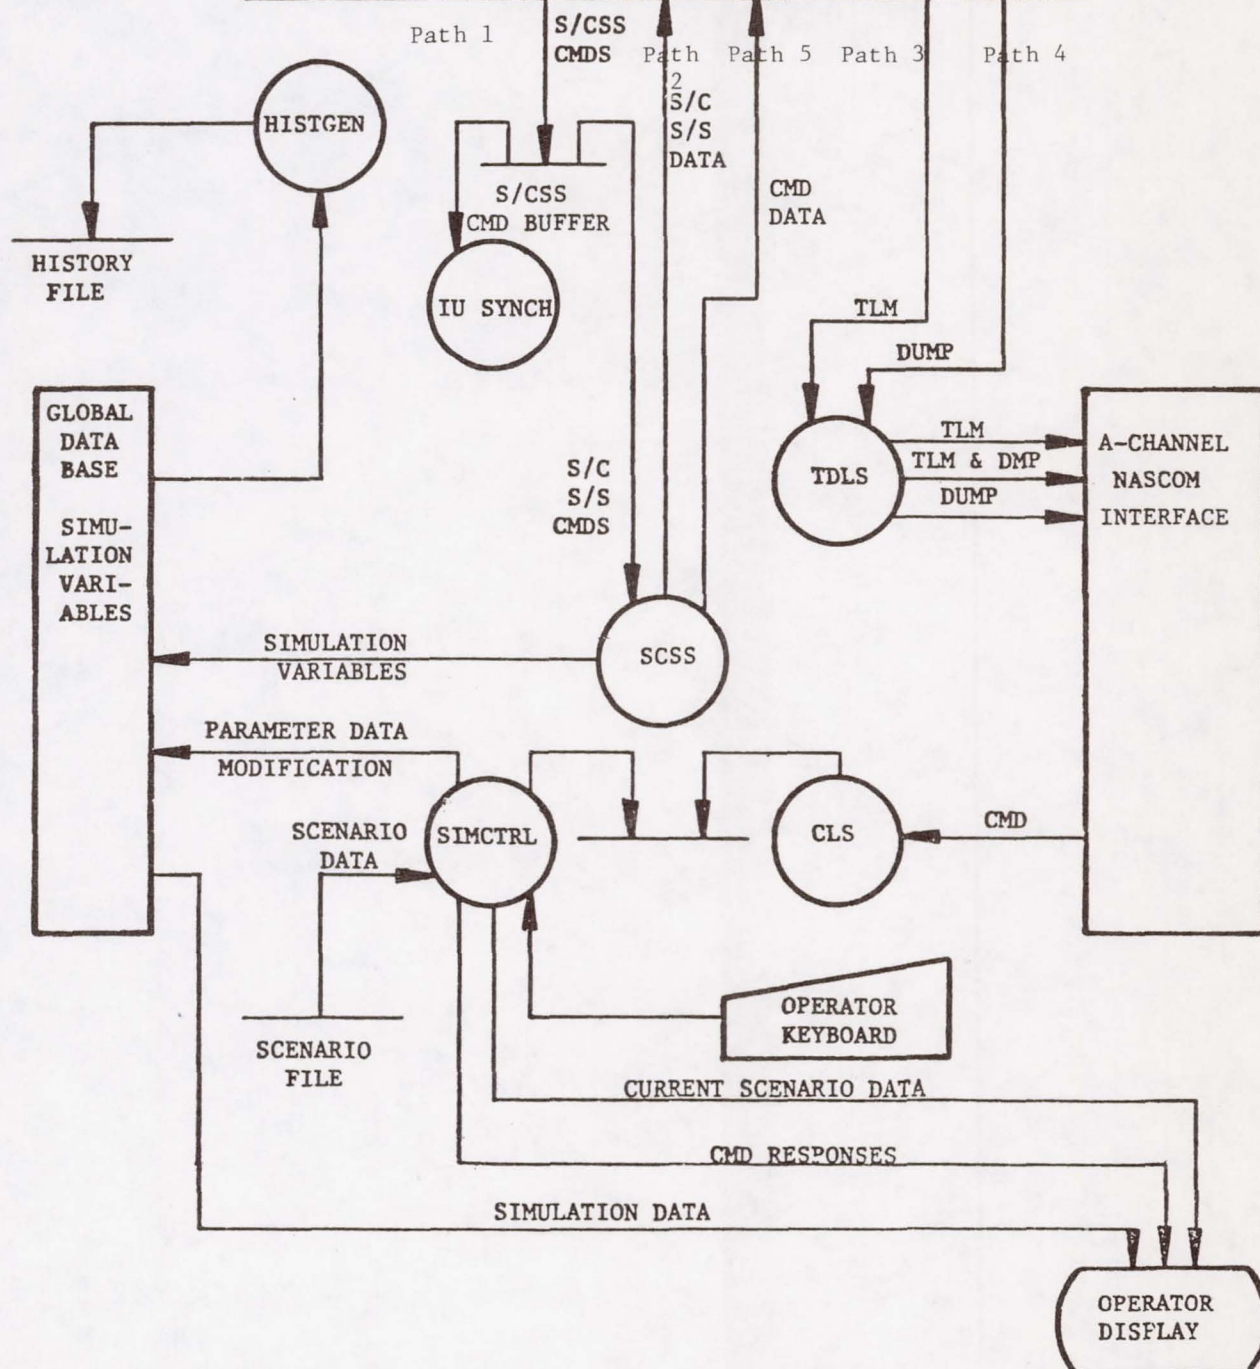 Path 1
S/CSS
CMDS
Path
2
Path 5
Path 3
Path 4
S/C
S/S
DATA
HISTGEN
CMD
DATA
S/CSS
CMD BUFFER
HISTORY
FILE
IU SYNCH
TLM
DUMP
GLOBAL
DATA
BASE
SIMU-
LATION
VARI-
ABLES
S/C
S/S
CMDS
TDLS
TLM
TLM & DMP
DUMP
A-CHANNEL
NASCOM
INTERFACE
SIMULATION
VARIABLES
SCSS
PARAMETER DATA
MODIFICATION
SCENARIO
DATA
SIMCTRL
CLS
CMD
OPERATOR
KEYBOARD
SCENARIO
FILE
CURRENT SCENARIO DATA
CMD RESPONSES
SIMULATION DATA
OPERATOR
DISPLAY